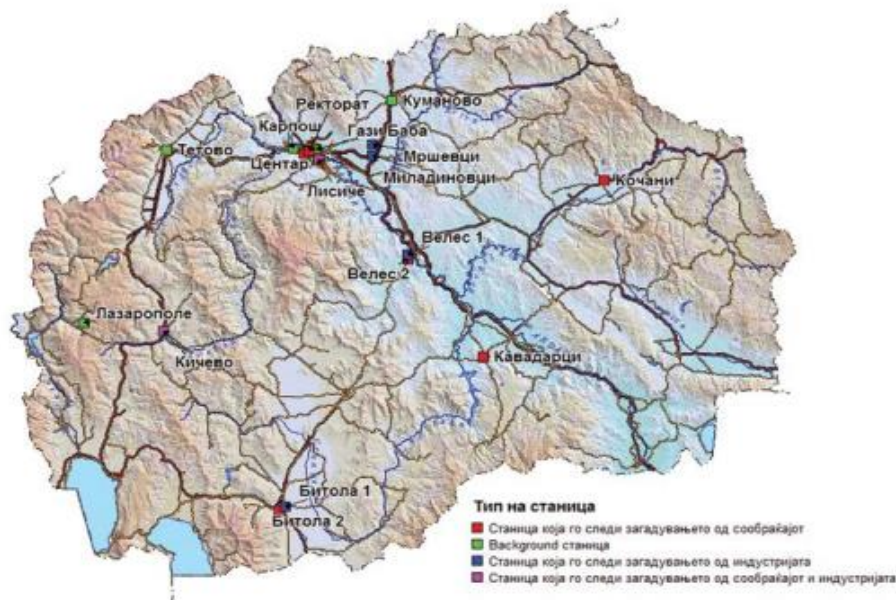 Ректорат
Куманово
Карпош
Гази Баба
Тетово
Центар
Мршевци
Миладиновци
Лисиче
Кочани
Велес 1
Велес 2
Лазарополе
Кичево
Кавадарци
Битола 1
Битола 2
Тип на станица
Станица која го следи загадувањето од сообраќајот
Background станица
Станица која го следи загадувањето од индустријата
Станица која го следи загадувањето од сообраќајот и индустријата